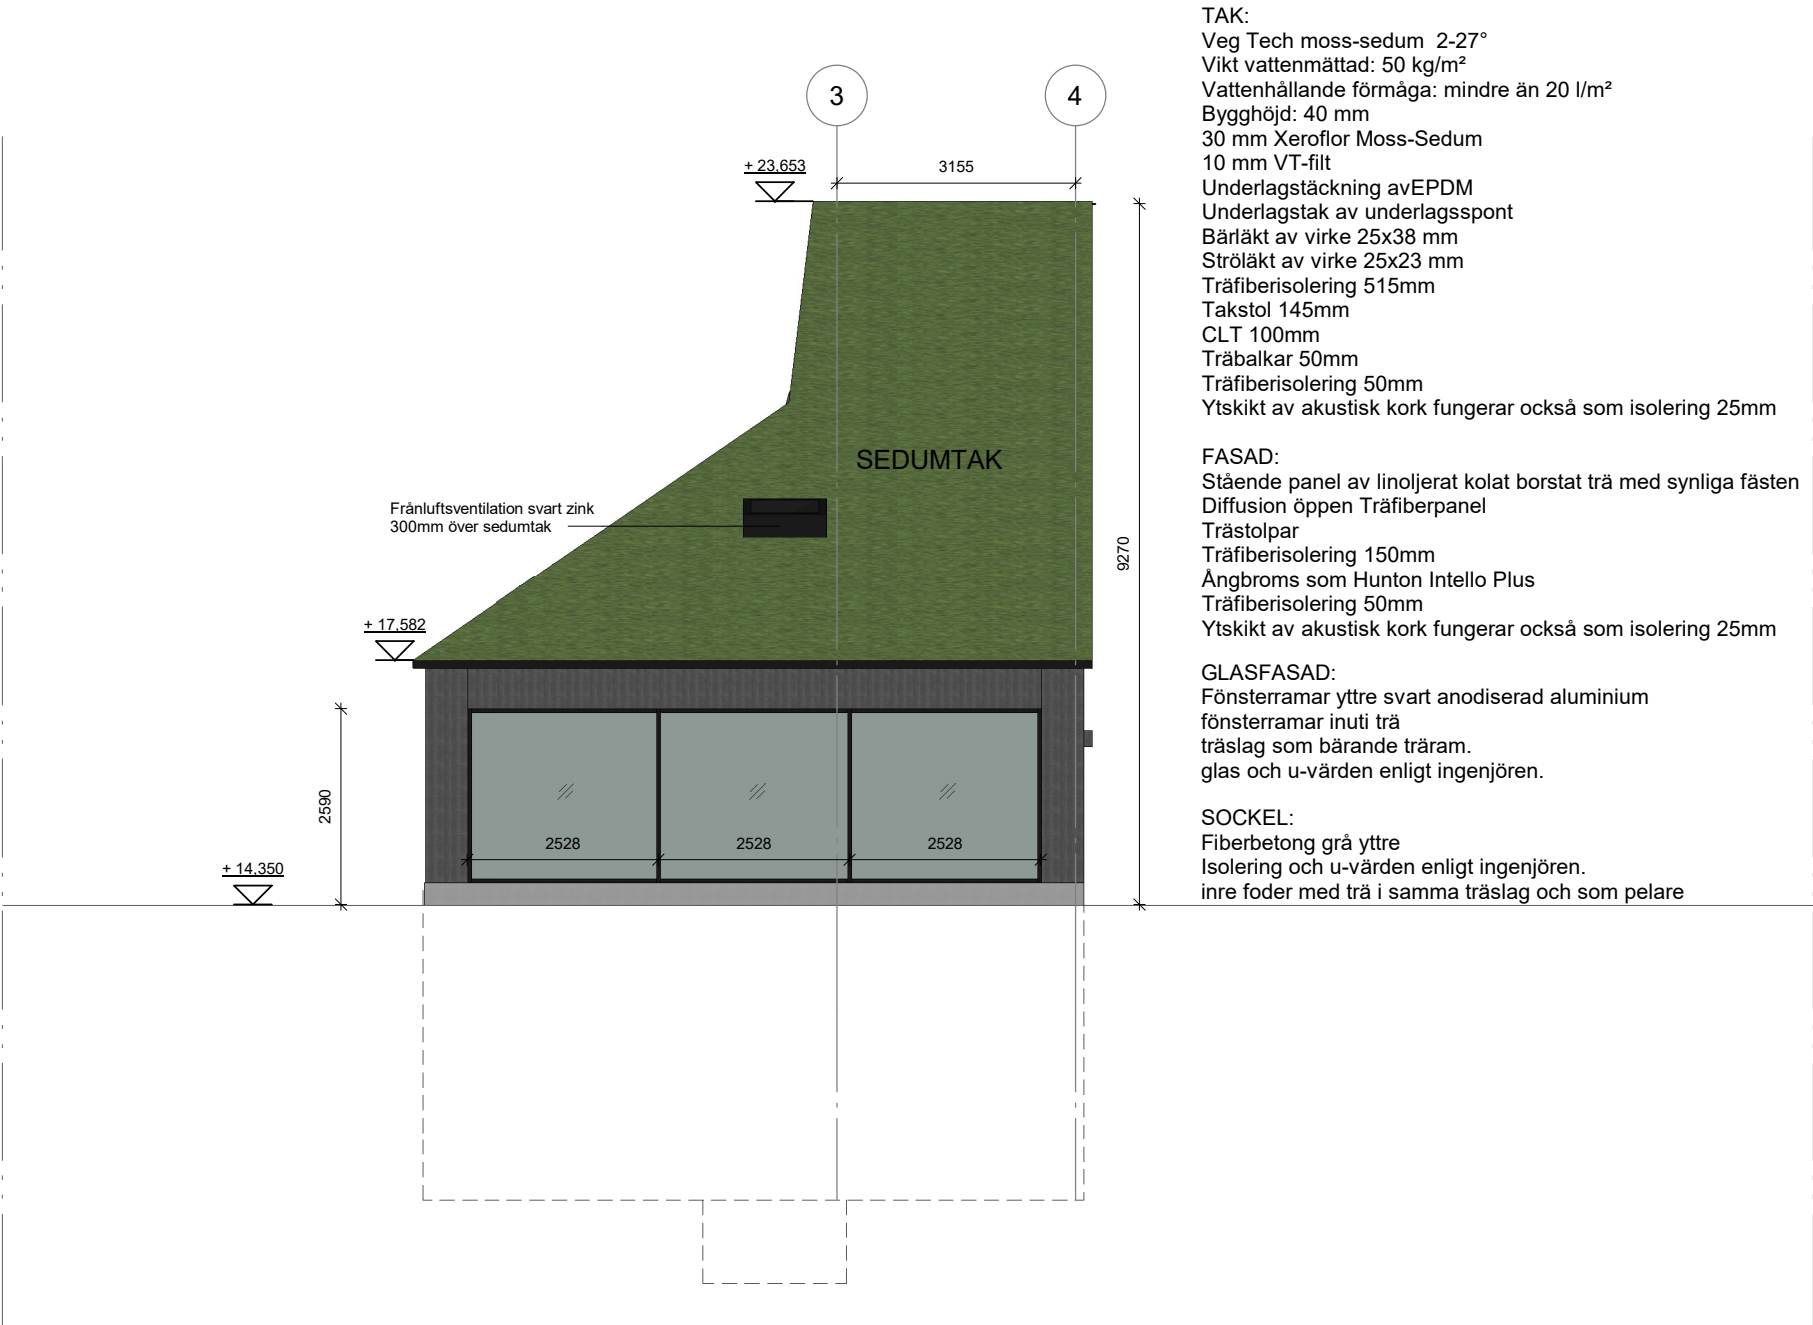 TAK:
Veg Tech moss-sedum  2-27°
Vikt vattenmättad: 50 kg/m²
Vattenhållande förmåga: mindre än 20 l/m²
Bygghöjd: 40 mm
30 mm Xeroflor Moss-Sedum
10 mm VT-filt
Underlagstäckning avEPDM
Underlagstak av underlagsspont
Bärläkt av virke 25x38 mm
Ströläkt av virke 25x23 mm
Träfiberisolering 515mm
Takstol 145mm
CLT 100mm
Träbalkar 50mm
Träfiberisolering 50mm
Ytskikt av akustisk kork fungerar också som isolering 25mm
FASAD:
Stående panel av linoljerat kolat borstat trä med synliga fästen
Diffusion öppen Träfiberpanel
Trästolpar
Träfiberisolering 150mm
Ångbroms som Hunton Intello Plus
Träfiberisolering 50mm
Ytskikt av akustisk kork fungerar också som isolering 25mm
GLASFASAD:
Fönsterramar yttre svart anodiserad aluminium
fönsterramar inuti trä
träslag som bärande träram.
glas och u-värden enligt ingenjören.
SOCKEL:
Fiberbetong grå yttre
Isolering och u-värden enligt ingenjören.
inre foder med trä i samma träslag och som pelare
3
4
+ 23,653
3155
SEDUMTAK
Frånluftsventilation svart zink
300mm över sedumtak
9270
+ 17,582
2590
2528
2528
2528
+ 14,350